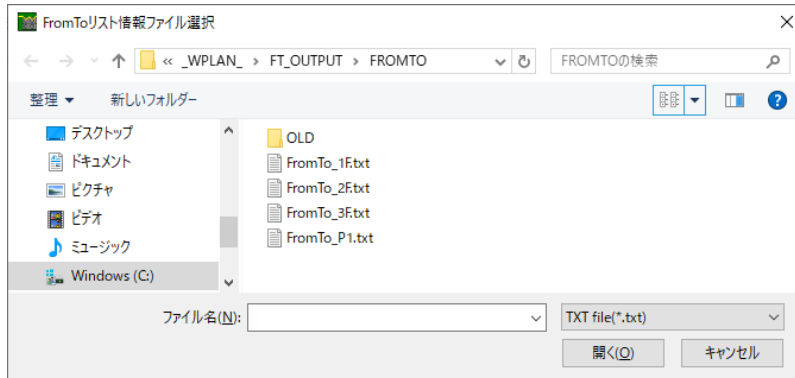 FromToリスト情報ファイル選択
« _WPLAN_ › FT_OUTPUT › FROMTO
FROMTOの検索
整理 新しいフォルダー
デスクトップ
ドキュメント
ピクチャ
ビデオ
ミュージック
Windows (C:)
OLD
FromTo_1F.txt
FromTo_2F.txt
FromTo_3F.txt
FromTo_P1.txt
ファイル名(N):
TXT file(*.txt)
開く(O) キャンセル